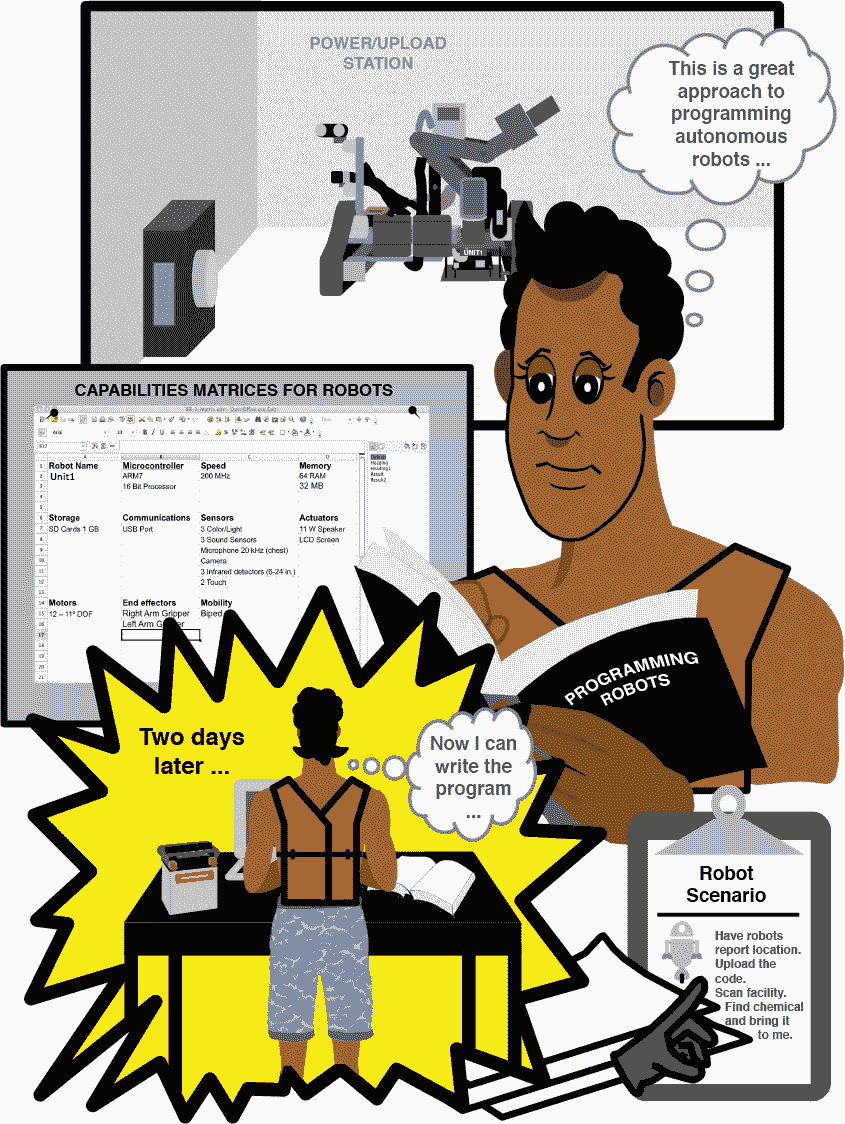 POWER/UPLOAD
STATION
This is a great
approach to
programming
autonomous
robots ...
UNIT1
CAPABILITIES MATRICES FOR ROBOTS
Robot Name Microcontroller Speed Memory
Unit1 ARM7 200 MHz 64 RAM
16 Bit Processor 32 MB
Storage Communications Sensors Actuators
SD Cards 1 GB USB Port 3 Color/Light 11 W Speaker
3 Sound Sensors LCD Screen
Microphone 20 kHz (chest)
Camera
3 Infrared detectors (6-24 in.)
2 Touch
Motors End effectors Mobility
12 – 11º DOF Right Arm Gripper Biped
Left Arm
PROGRAMMING
ROBOTS
Two days
later ...
Now I can
write the
program
...
Robot
Scenario
Have robots
report location.
Upload the
code.
Scan facility.
Find chemical
and bring it
to me.